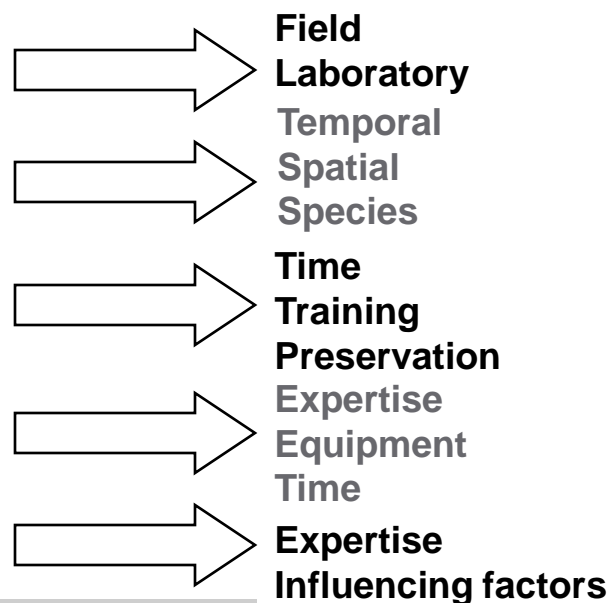 Field
Laboratory
Temporal
Spatial
Species
Time
Training
Preservation
Expertise
Equipment
Time
Expertise
Influencing factors